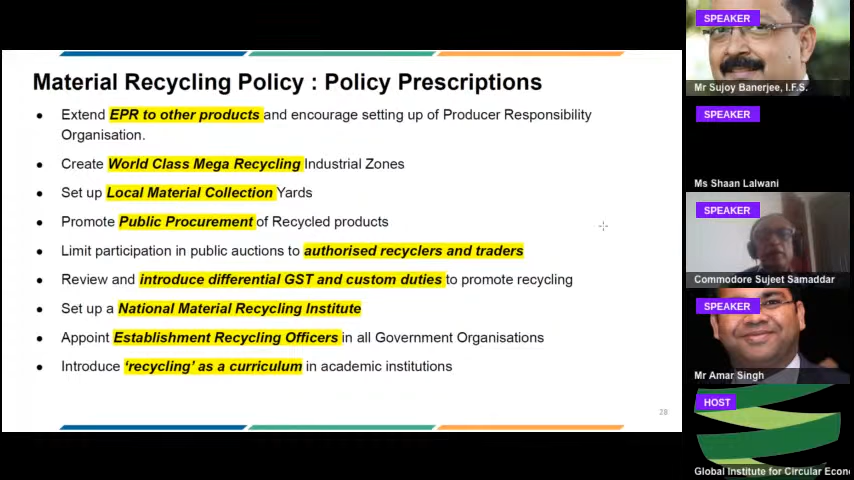 Material Recycling Policy : Policy Prescriptions
● Extend EPR to other products and encourage setting up of Producer Responsibility
Organisation.
● Create World Class Mega Recycling Industrial Zones
● Set up Local Material Collection Yards
● Promote Public Procurement of Recycled products
● Limit participation in public auctions to authorised recyclers and traders
● Review and introduce differential GST and custom duties to promote recycling
● Set up a National Material Recycling Institute
● Appoint Establishment Recycling Officers in all Government Organisations
● Introduce ‘recycling’ as a curriculum in academic institutions
28
SPEAKER
Mr Sujoy Banerjee, I.F.S.
SPEAKER
Ms Shaan Lalwani
SPEAKER
Commodore Sujeet Samaddar
SPEAKER
Mr Amar Singh
HOST
Global Institute for Circular Econ